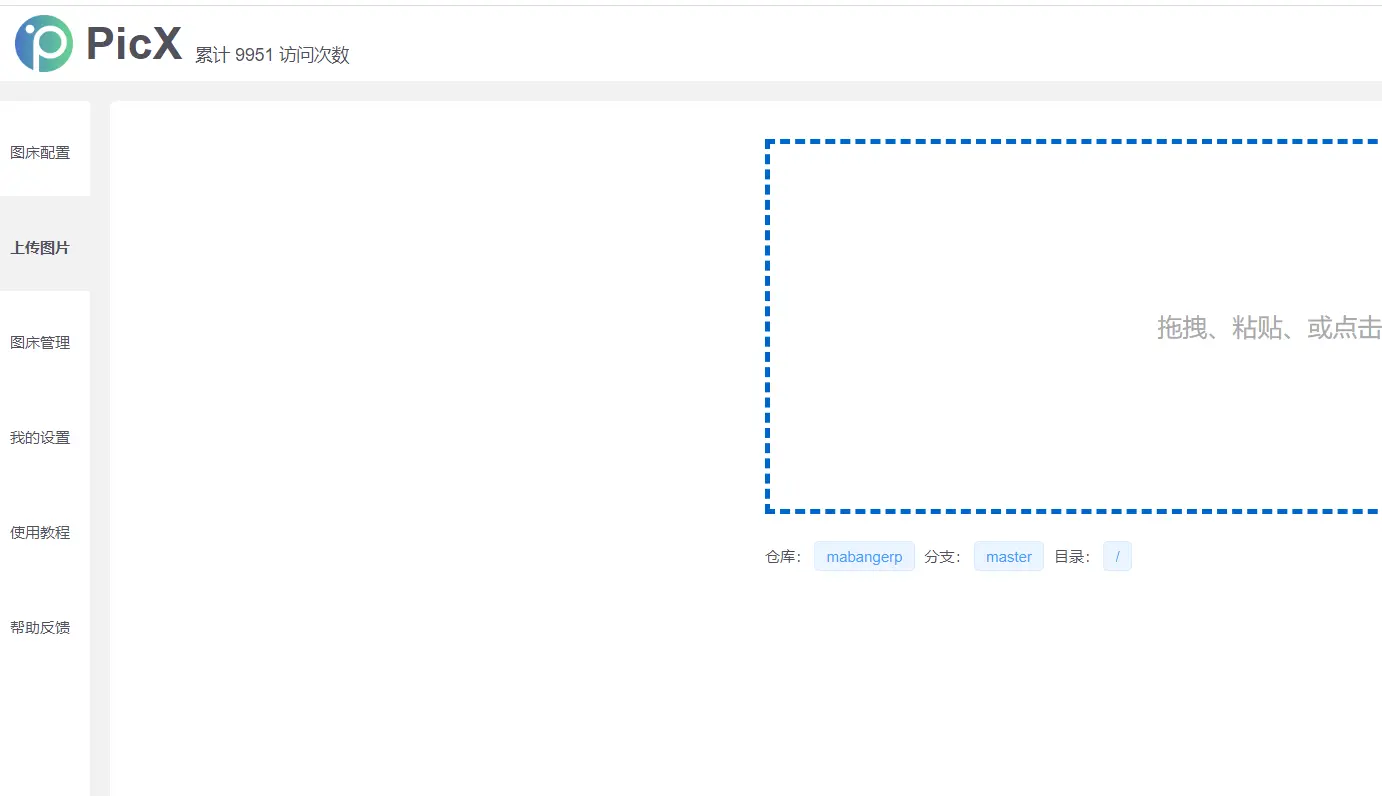 PicX 累计 9951 访问次数
图床配置
上传图片
图床管理
我的设置
使用教程
帮助反馈
拖拽、粘贴、或点击
仓库： mabangerp 分支： master 目录： /